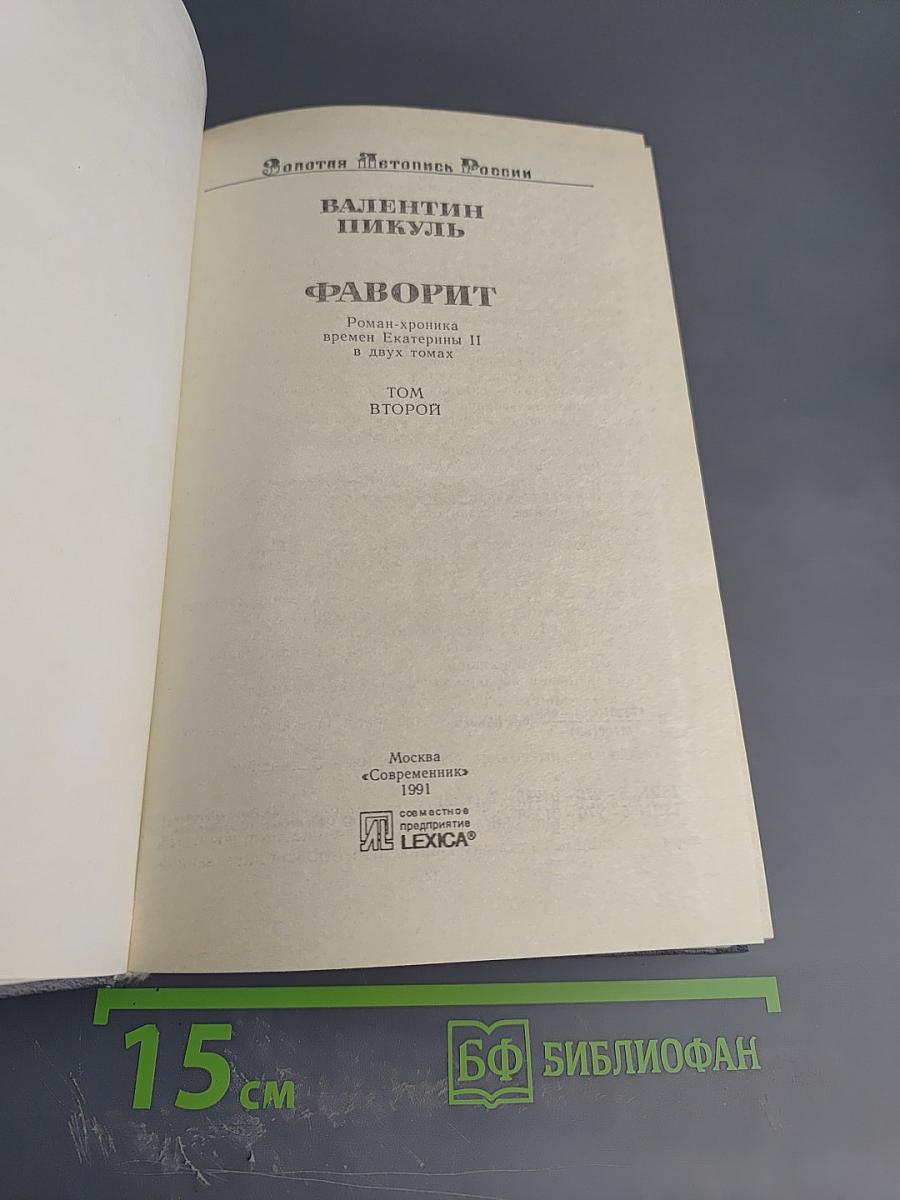 Золотая Летопись России
ВАЛЕНТИН
ПИКУЛЬ
ФАВОРИТ
Роман-хроника
времен Екатерины II
в двух томах
ТОМ
ВТОРОЙ
Москва
«Современник»
1991
совместное
предприятие
LEXICA®
15 см
БФ БИБЛИОФАН